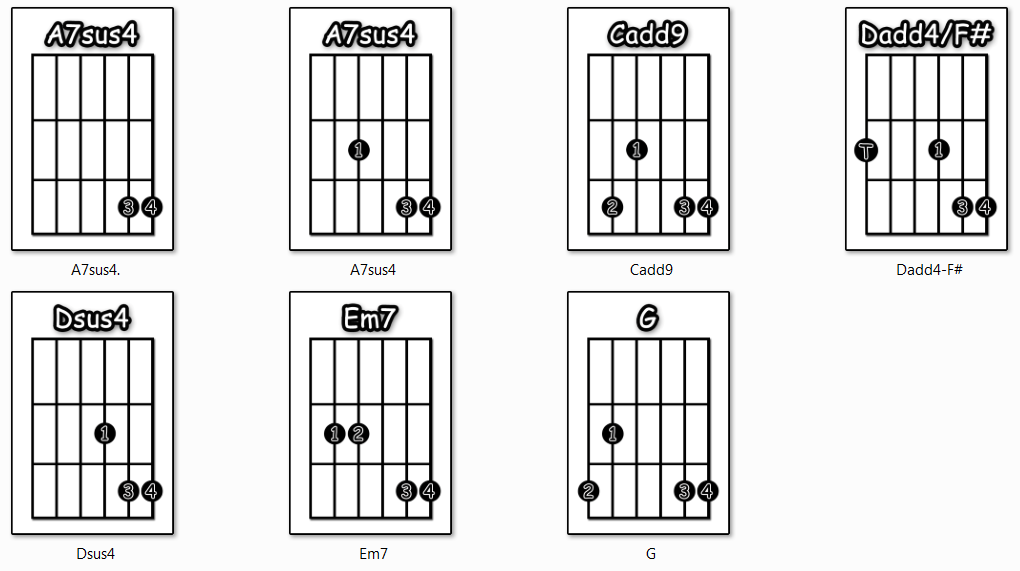 A7sus4
3 4
A7sus4.
A7sus4
1
3 4
A7sus4
Cadd9
1
2 3 4
Cadd9
Dadd4/F#
T 1
3 4
Dadd4-F#
Dsus4
1
3 4
Dsus4
Em7
1 2
3 4
Em7
G
1
2 3 4
G